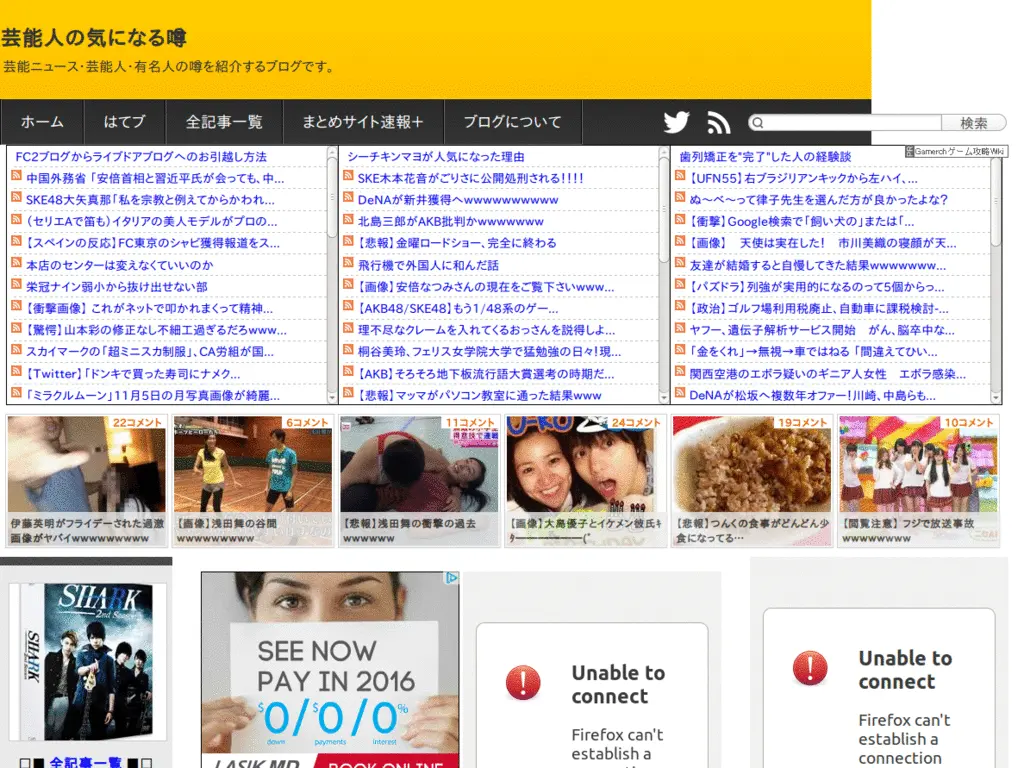 芸能人の気になる噂
芸能ニュース・芸能人・有名人の噂を紹介するブログです。
ホーム はてブ 全記事一覧 まとめサイト速報+ ブログについて 検索
Gamerchゲーム攻略Wiki
FC2ブログからライブドアブログへのお引越し方法
中国外務省 「安倍首相と習近平氏が会っても、中...
SKE48大矢真那「私を宗教と例えてからかわれ...
（セリエAで笛も）イタリアの美人モデルがプロの...
【スペインの反応】FC東京のシャビ獲得報道をス...
本店のセンターは変えなくていいのか
栄冠ナイン弱小から抜け出せない部
【衝撃画像】 これがネットで叩かれまくって精神...
【驚愕】山本彩の修正なし不細工過ぎるだろwww...
スカイマークの「超ミニスカ制服」、CA労組が国...
【Twitter】「ドンキで買った寿司にナメク...
「ミラクルムーン」11月5日の月写真画像が綺麗...
シーチキンマヨが人気になった理由
SKE木本花音がごりさに公開処刑される！！！！
DeNAが新井獲得へwwwwwwwwww
北島三郎がAKB批判かwwwwwww
【悲報】金曜ロードショー、完全に終わる
飛行機で外国人に和んだ話
【画像】安倍なつみさんの現在をご覧下さいwww...
【AKB48/SKE48】もう1/48系のゲー...
理不尽なクレームを入れてくるおっさんを説得しよ...
桐谷美玲、フェリス女学院大学で猛勉強の日々！現...
【AKB】そろそろ地下板流行語大賞選考の時期だ...
【悲報】マッマがパソコン教室に通った結果www
歯列矯正を"完了"した人の経験談
【UFN55】右ブラジリアンキックから左ハイ、...
ぬ～べ～って律子先生を選んだ方が良かったよな？
【衝撃】Google検索で「飼い犬の」または「...
【画像】 天使は実在した！ 市川美織の寝顔が天...
友達が結婚すると自慢してきた結果wwwwwww...
【パズドラ】列強が実用的になるのって5個からっ...
【政治】ゴルフ場利用税廃止、自動車に課税検討-...
ヤフー、遺伝子解析サービス開始 がん、脳卒中な...
「金をくれ」→無視→車ではねる 「間違えてひい...
関西空港のエボラ疑いのギニア人女性 エボラ感染...
DeNAが松坂へ複数年オファー！川崎、中島らも...
22コメント
伊藤英明がフライデーされた過激
画像がヤバイwwwwwwwww
6コメント
【画像】浅田舞の谷間
wwwwwwwww
11コメント
【悲報】浅田舞の衝撃の過去
wwwwww
24コメント
【画像】大島優子とイケメン彼氏ｷ
ﾀ━━━━━━(ﾟ
19コメント
【悲報】つんくの食事がどんどん少
食になってる…
10コメント
【閲覧注意】 フジで放送事故
wwwwwwww
SHARK
2nd Season
SHARK
□■ 全記事一覧 ■□
SEE NOW
PAY IN 2016
$0/$0/0%
down payments interest
LASIK MD BOOK ONLINE
Unable to
connect
Firefox can't
establish a
Unable to
connect
Firefox can't
establish a
connection